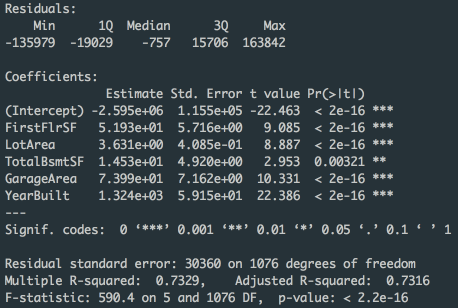 Residuals:
    Min      1Q  Median      3Q     Max
-135979  -19029    -757   15706  163842

Coefficients:
              Estimate Std. Error t value Pr(>|t|)
(Intercept) -2.595e+06  1.155e+05 -22.463  < 2e-16 ***
FirstFlrSF   5.193e+01  5.716e+00   9.085  < 2e-16 ***
LotArea      3.631e+00  4.085e-01   8.887  < 2e-16 ***
TotalBsmtSF  1.453e+01  4.920e+00   2.953  0.00321 **
GarageArea   7.399e+01  7.162e+00  10.331  < 2e-16 ***
YearBuilt    1.324e+03  5.915e+01  22.386  < 2e-16 ***
---
Signif. codes:  0 ‘***’ 0.001 ‘**’ 0.01 ‘*’ 0.05 ‘.’ 0.1 ‘ ’ 1

Residual standard error: 30360 on 1076 degrees of freedom
Multiple R-squared:  0.7329,    Adjusted R-squared:  0.7316
F-statistic: 590.4 on 5 and 1076 DF,  p-value: < 2.2e-16